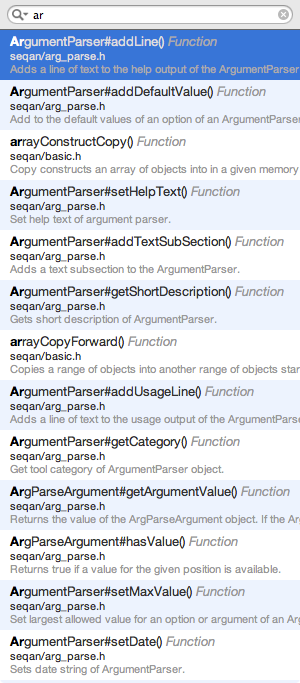 ar
ArgumentParser#addLine() Function
seqan/arg_parse.h
Adds a line of text to the help output of the ArgumentParser
ArgumentParser#addDefaultValue() Function
seqan/arg_parse.h
Add to the default values of an option of an ArgumentParser
arrayConstructCopy() Function
seqan/basic.h
Copy constructs an array of objects into in a given memory
ArgumentParser#setHelpText() Function
seqan/arg_parse.h
Set help text of argument parser.
ArgumentParser#addTextSubSection() Function
seqan/arg_parse.h
Adds a text subsection to the ArgumentParser.
ArgumentParser#getShortDescription() Function
seqan/arg_parse.h
Gets short description of ArgumentParser.
arrayCopyForward() Function
seqan/basic.h
Copies a range of objects into another range of objects star
ArgumentParser#addUsageLine() Function
seqan/arg_parse.h
Adds a line of text to the usage output of the ArgumentParse
ArgumentParser#getCategory() Function
seqan/arg_parse.h
Get tool category of ArgumentParser object.
ArgParseArgument#getArgumentValue() Function
seqan/arg_parse.h
Returns the value of the ArgParseArgument object. If the Ar
ArgParseArgument#hasValue() Function
seqan/arg_parse.h
Returns true if a value for the given position is available.
ArgumentParser#setMaxValue() Function
seqan/arg_parse.h
Set largest allowed value for an option or argument of an Ar
ArgumentParser#setDate() Function
seqan/arg_parse.h
Sets date string of ArgumentParser.